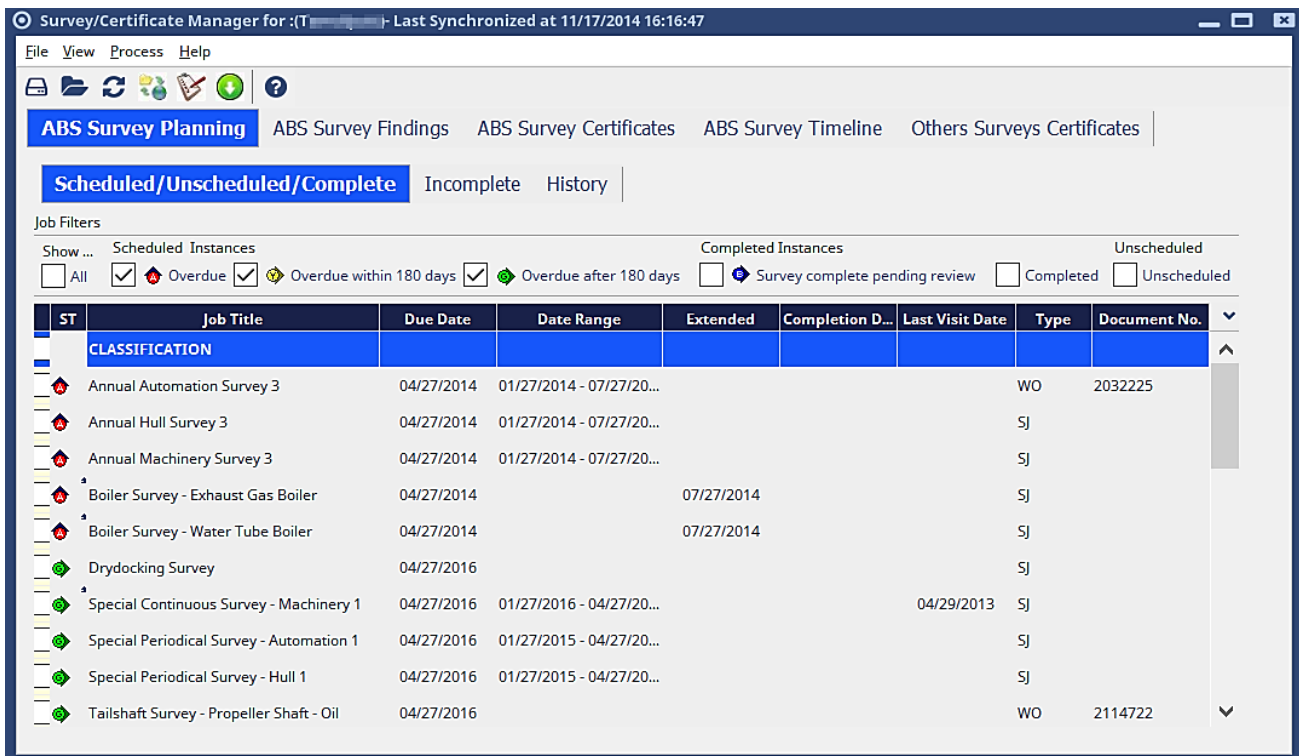 Survey/Certificate Manager for :(T - Last Synchronized at 11/17/2014 16:16:47
File View Process Help
ABS Survey Planning ABS Survey Findings ABS Survey Certificates ABS Survey Timeline Others Surveys Certificates
Scheduled/Unscheduled/Complete Incomplete History
Job Filters
Show ... Scheduled Instances Completed Instances Unscheduled
All A Overdue Y Overdue within 180 days G Overdue after 180 days B Survey complete pending review Completed Unscheduled
ST Job Title Due Date Date Range Extended Completion D... Last Visit Date Type Document No.
CLASSIFICATION
A Annual Automation Survey 3 04/27/2014 01/27/2014 - 07/27/20... WO 2032225
A Annual Hull Survey 3 04/27/2014 01/27/2014 - 07/27/20... SJ
A Annual Machinery Survey 3 04/27/2014 01/27/2014 - 07/27/20... SJ
A Boiler Survey - Exhaust Gas Boiler 04/27/2014 07/27/2014 SJ
A Boiler Survey - Water Tube Boiler 04/27/2014 07/27/2014 SJ
G Drydocking Survey 04/27/2016 SJ
G Special Continuous Survey - Machinery 1 04/27/2016 01/27/2016 - 04/27/20... 04/29/2013 SJ
G Special Periodical Survey - Automation 1 04/27/2016 01/27/2015 - 04/27/20... SJ
G Special Periodical Survey - Hull 1 04/27/2016 01/27/2015 - 04/27/20... SJ
G Tailshaft Survey - Propeller Shaft - Oil 04/27/2016 WO 2114722